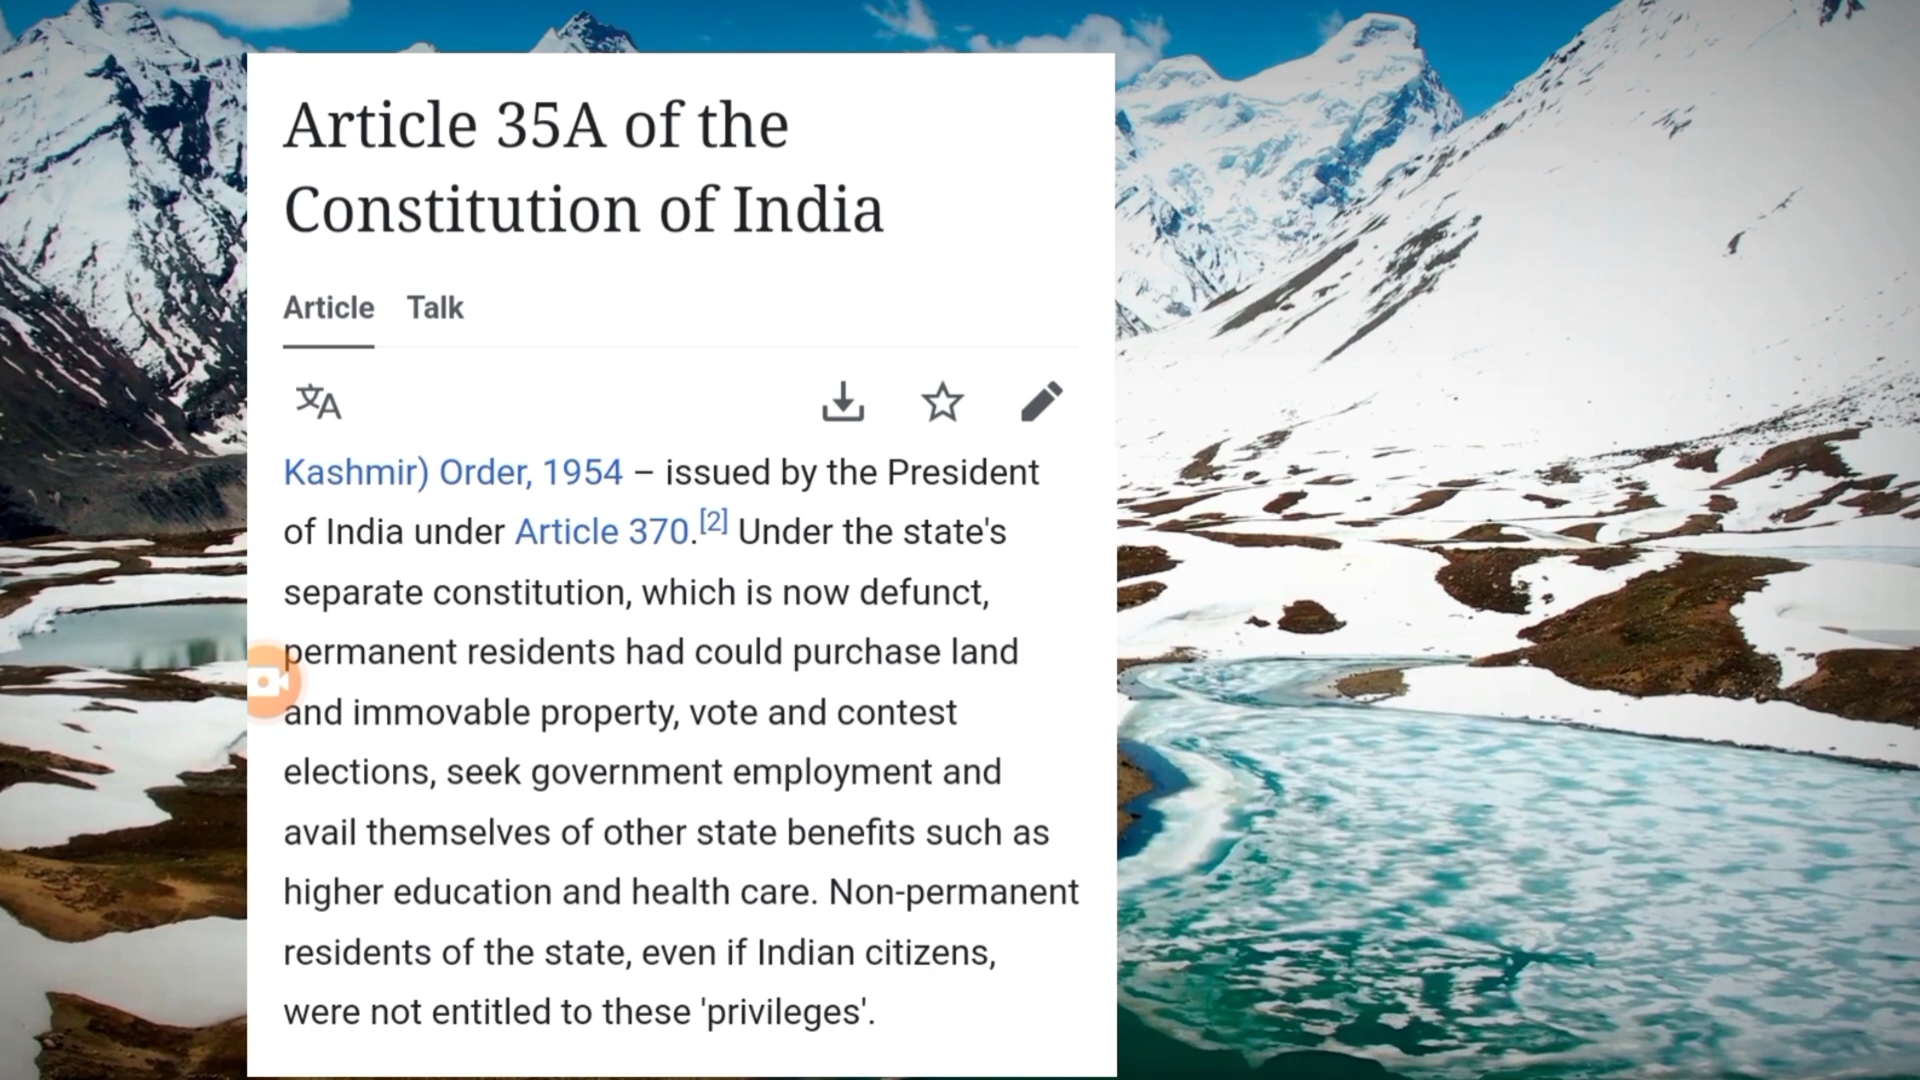 Article 35A of the
Constitution of India
Article Talk
Kashmir) Order, 1954 – issued by the President
of India under Article 370.[2] Under the state's
separate constitution, which is now defunct,
permanent residents had could purchase land
and immovable property, vote and contest
elections, seek government employment and
avail themselves of other state benefits such as
higher education and health care. Non-permanent
residents of the state, even if Indian citizens,
were not entitled to these 'privileges'.